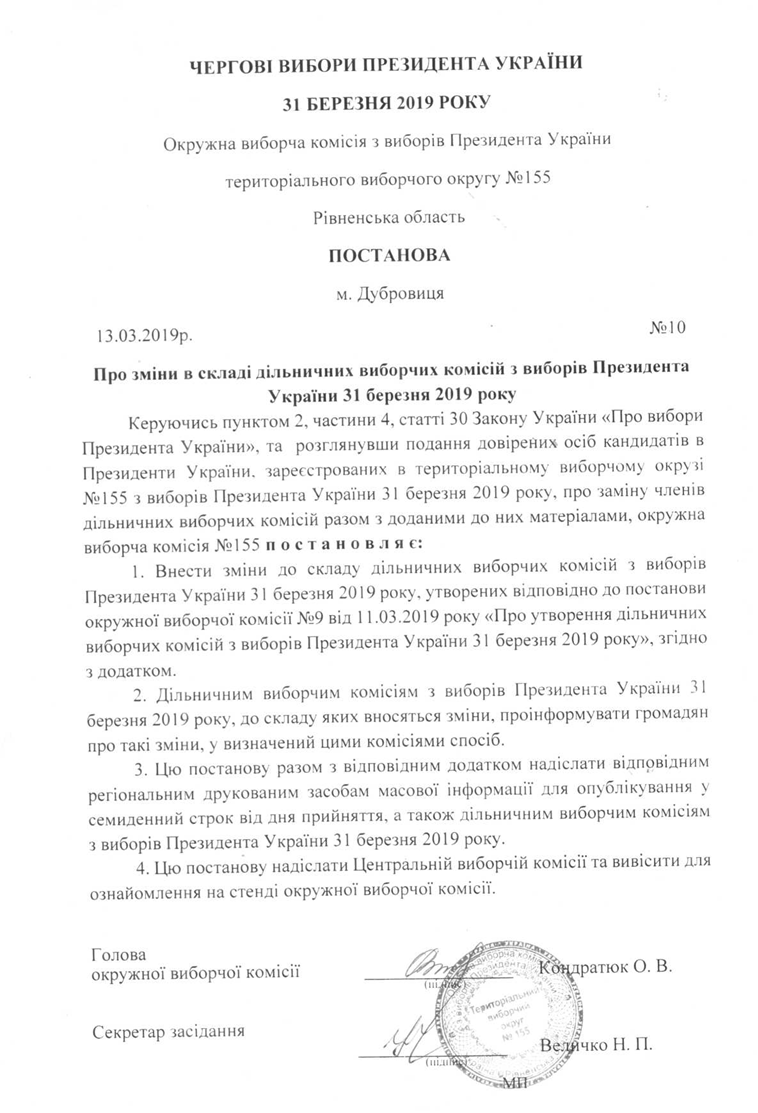 ЧЕРГОВІ ВИБОРИ ПРЕЗИДЕНТА УКРАЇНИ
31 БЕРЕЗНЯ 2019 РОКУ
Окружна виборча комісія з виборів Президента України
територіального виборчого округу №155
Рівненська область
ПОСТАНОВА
м. Дубровиця
13.03.2019р.
№10
Про зміни в складі дільничних виборчих комісій з виборів Президента
України 31 березня 2019 року
Керуючись пунктом 2, частини 4, статті 30 Закону України «Про вибори
Президента України», та розглянувши подання довірених осіб кандидатів в
Президенти України. зареєстрованих в територіальному виборчому окрузі
№155 з виборів Президента України 31 березня 2019 року, про заміну членів
дільничних виборчих комісій разом з доданими до них матеріалами, окружна
виборча комісія №155 п о с т а н о в л я є:
1. Внести зміни до складу дільничних виборчих комісій з виборів
Президента України 31 березня 2019 року, утворених відповідно до постанови
окружної виборчої комісії №9 від 11.03.2019 року «Про утворення дільничних
виборчих комісій з виборів Президента України 31 березня 2019 року», згідно
з додатком.
2. Дільничним виборчим комісіям з виборів Президента України 31
березня 2019 року, до складу яких вносяться зміни, проінформувати громадян
про такі зміни, у визначений цими комісіями спосіб.
3. Цю постанову разом з відповідним додатком надіслати відповідним
регіональним друкованим засобам масової інформації для опублікування у
семиденний строк від дня прийняття, а також дільничним виборчим комісіям
з виборів Президента України 31 березня 2019 року.
4. Цю постанову надіслати Центральній виборчій комісії та вивісити для
ознайомлення на стенді окружної виборчої комісії.
Голова
окружної виборчої комісії
Кондратюк О. В.
(підпис)
Територіальний
виборчий
округ
№ 155
Секретар засідання
Величко Н. П.
(підпис)
МП